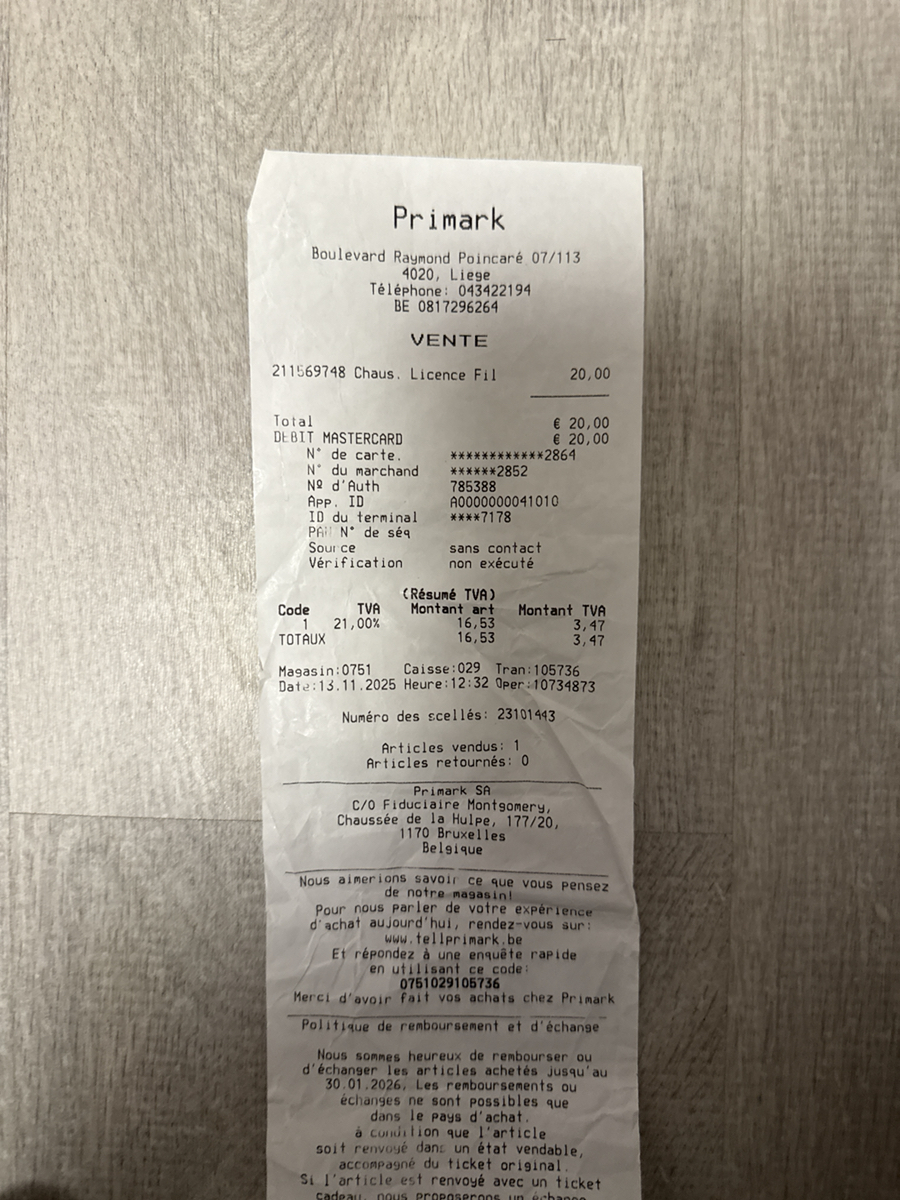 Primark
Boulevard Raymond Poincaré 07/113
4020, Liege
Téléphone: 043422194
BE 0817296264
VENTE
211569748 Chaus. Licence Fil 20,00
Total € 20,00
DEBIT MASTERCARD € 20,00
N° de carte. ************2864
N° du marchand ******2852
Nº d'Auth 785388
App. ID A0000000041010
ID du terminal ****7178
PAN N° de séq
Source sans contact
Vérification non exécuté
(Résumé TVA)
Code TVA Montant art Montant TVA
1 21,00% 16,53 3,47
TOTAUX 16,53 3,47
Magasin:0751 Caisse:029 Tran:105736
Date:13.11.2025 Heure:12:32 Oper:10734873
Numéro des scellés: 23101443
Articles vendus: 1
Articles retournés: 0
Primark SA
C/O Fiduciaire Montgomery,
Chaussée de la Hulpe, 177/20,
1170 Bruxelles
Belgique
Nous aimerions savoir ce que vous pensez
de notre magasin!
Pour nous parler de votre expérience
d'achat aujourd'hui, rendez-vous sur:
www.tellprimark.be
Et répondez à une enquête rapide
en utilisant ce code:
0751029105736
Merci d'avoir fait vos achats chez Primark
Politique de remboursement et d'échange
Nous sommes heureux de rembourser ou
d'échanger les articles achetés jusqu'au
30.01.2026. Les remboursements ou
échanges ne sont possibles que
dans le pays d'achat.
à condition que l'article
soit renvoyé dans un état vendable,
accompagné du ticket original.
Si l'article est renvoyé avec un ticket
cadeau, nous proposerons un échange